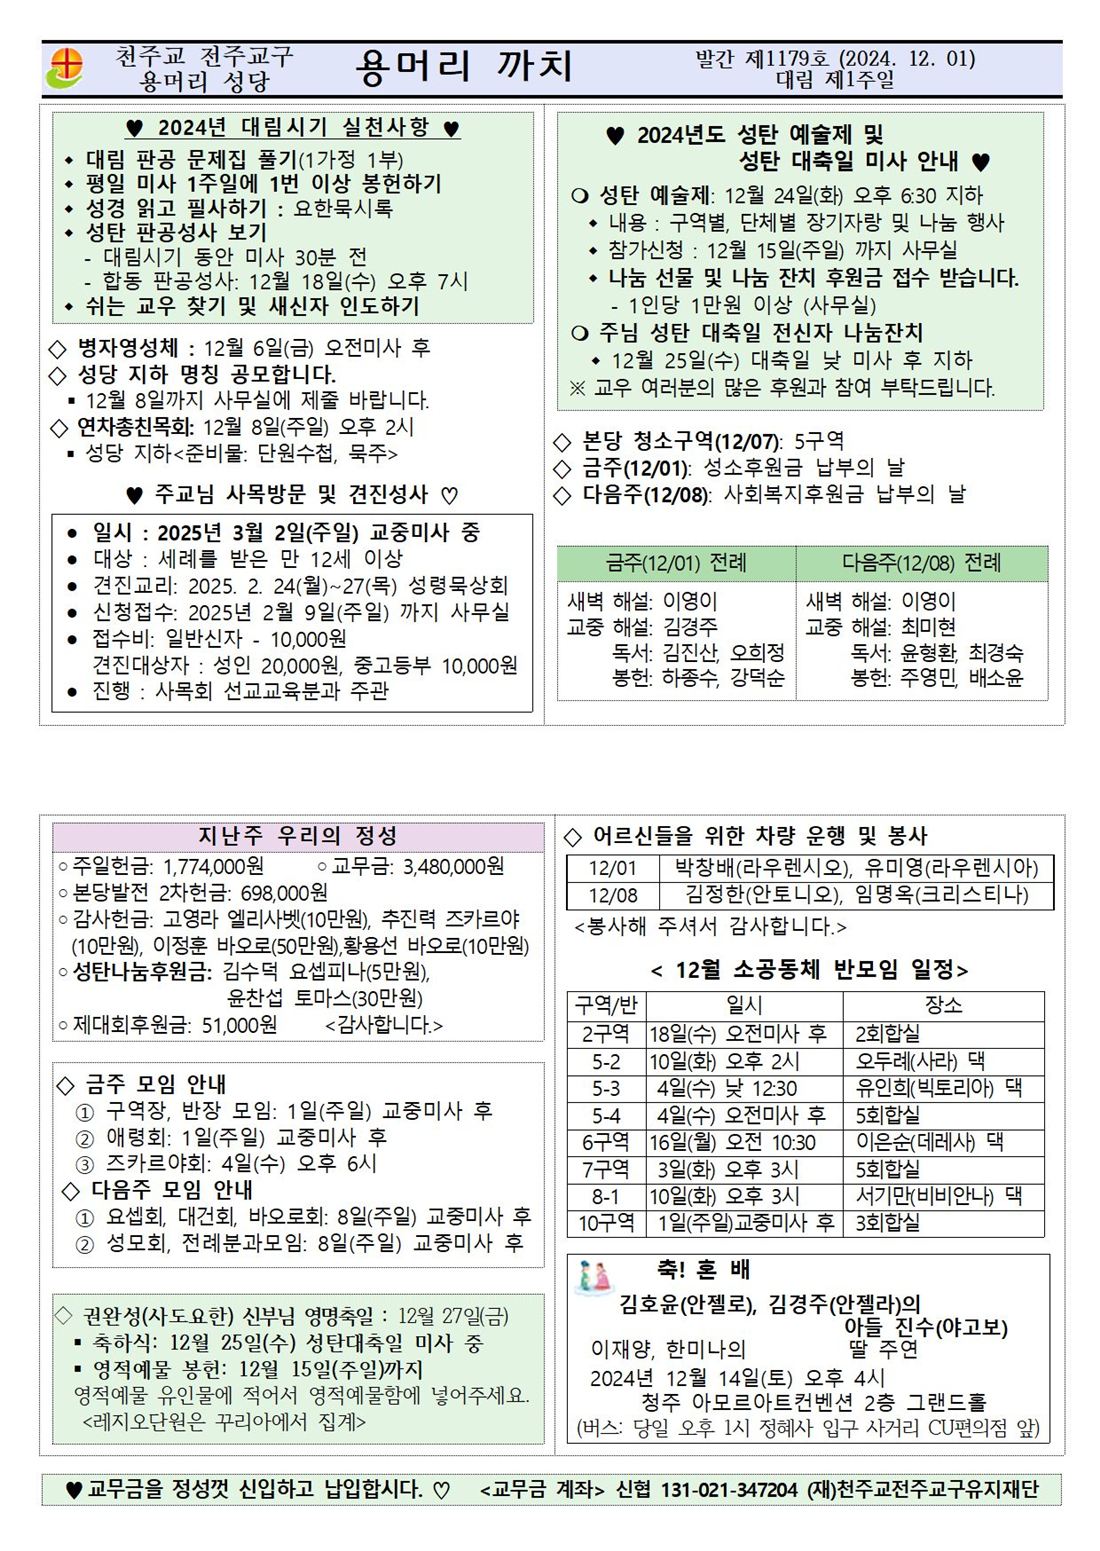 천주교 전주교구
용머리 성당
용머리 까치
발간 제1179호 (2024. 12. 01)
대림 제1주일
♥ 2024년 대림시기 실천사항 ♥
◆ 대림 판공 문제집 풀기(1가정 1부)
◆ 평일 미사 1주일에 1번 이상 봉헌하기
◆ 성경 읽고 필사하기 : 요한묵시록
◆ 성탄 판공성사 보기
- 대림시기 동안 미사 30분 전
- 합동 판공성사: 12월 18일(수) 오후 7시
◆ 쉬는 교우 찾기 및 새신자 인도하기
◇ 병자영성체 : 12월 6일(금) 오전미사 후
◇ 성당 지하 명칭 공모합니다.
▪ 12월 8일까지 사무실에 제줄 바랍니다.
◇ 연차총친목회: 12월 8일(주일) 오후 2시
▪ 성당 지하<준비물: 단원수첩, 묵주>
♥ 주교님 사목방문 및 견진성사 ♡
● 일시 : 2025년 3월 2일(주일) 교중미사 중
● 대상 : 세례를 받은 만 12세 이상
● 견진교리: 2025. 2. 24(월)~27(목) 성령묵상회
● 신청접수: 2025년 2월 9일(주일) 까지 사무실
● 접수비: 일반신자 - 10,000원
견진대상자 : 성인 20,000원, 중고등부 10,000원
● 진행 : 사목회 선교교육분과 주관
♥ 2024년도 성탄 예술제 및
성탄 대축일 미사 안내 ♥
❍ 성탄 예술제: 12월 24일(화) 오후 6:30 지하
◆ 내용 : 구역별, 단체별 장기자랑 및 나눔 행사
◆ 참가신청 : 12월 15일(주일) 까지 사무실
◆ 나눔 선물 및 나눔 잔치 후원금 접수 받습니다.
- 1인당 1만원 이상 (사무실)
❍ 주님 성탄 대축일 전신자 나눔잔치
◆ 12월 25일(수) 대축일 낮 미사 후 지하
※ 교우 여러분의 많은 후원과 참여 부탁드립니다.
◇ 본당 청소구역(12/07): 5구역
◇ 금주(12/01): 성소후원금 납부의 날
◇ 다음주(12/08): 사회복지후원금 납부의 날
금주(12/01) 전례 다음주(12/08) 전례
새벽 해설: 이영이 새벽 해설: 이영이
교중 해설: 김경주 교중 해설: 최미현
독서: 김진산, 오희정 독서: 윤형환, 최경숙
봉헌: 하종수, 강덕순 봉헌: 주영민, 배소윤
지난주 우리의 정성
○ 주일헌금: 1,774,000원 ○ 교무금: 3,480,000원
○ 본당발전 2차헌금: 698,000원
○ 감사헌금: 고영라 엘리사벳(10만원), 추진력 즈카르야
(10만원), 이정훈 바오로(50만원),황용선 바오로(10만원)
○ 성탄나눔후원금: 김수덕 요셉피나(5만원),
윤찬섭 토마스(30만원)
○ 제대회후원금: 51,000원 <감사합니다.>
◇ 금주 모임 안내
① 구역장, 반장 모임: 1일(주일) 교중미사 후
② 애령회: 1일(주일) 교중미사 후
③ 즈카르야회: 4일(수) 오후 6시
◇ 다음주 모임 안내
① 요셉회, 대건회, 바오로회: 8일(주일) 교중미사 후
② 성모회, 전례분과모임: 8일(주일) 교중미사 후
◇ 권완성(사도요한) 신부님 영명축일 : 12월 27일(금)
▪ 축하식: 12월 25일(수) 성탄대축일 미사 중
▪ 영적예물 봉헌: 12월 15일(주일)까지
영적예물 유인물에 적어서 영적예물함에 넣어주세요.
<레지오단원은 꾸리아에서 집계>
◇ 어르신들을 위한 차량 운행 및 봉사
12/01 박창배(라우렌시오), 유미영(라우렌시아)
12/08 김정한(안토니오), 임명옥(크리스티나)
<봉사해 주셔서 감사합니다.>
< 12월 소공동체 반모임 일정>
구역/반 일시 장소
2구역 18일(수) 오전미사 후 2회합실
5-2 10일(화) 오후 2시 오두례(사라) 댁
5-3 4일(수) 낮 12:30 유인희(빅토리아) 댁
5-4 4일(수) 오전미사 후 5회합실
6구역 16일(월) 오전 10:30 이은순(데레사) 댁
7구역 3일(화) 오후 3시 5회합실
8-1 10일(화) 오후 3시 서기만(비비안나) 댁
10구역 1일(주일)교중미사 후 3회합실
축! 혼 배
김호윤(안젤로), 김경주(안젤라)의
아들 진수(야고보)
이재양, 한미나의 딸 주연
2024년 12월 14일(토) 오후 4시
청주 아모르아트컨벤션 2층 그랜드홀
(버스: 당일 오후 1시 정혜사 입구 사거리 CU편의점 앞)
♥ 교무금을 정성껏 신입하고 납입합시다. ♡ <교무금 계좌> 신협 131-021-347204 (재)천주교전주교구유지재단